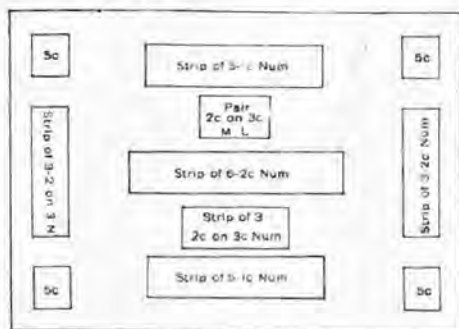 5c
Strip of 5-1c Num
5c
Pair
2c on 3c
M L
Strip of 3-2 on 3 N
Strip of 6-2c Num
Strip of 3-2c Num
Strip of 3
2c on 3c Num
5c
Strip of 5-1c Num
5c